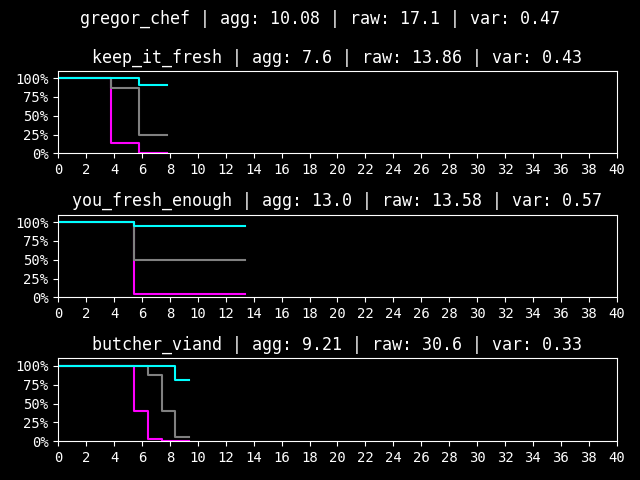 gregor_chef | agg: 10.08 | raw: 17.1 | var: 0.47
keep_it_fresh | agg: 7.6 | raw: 13.86 | var: 0.43
100%
75%
50%
25%
0%
0 2 4 6 8 10 12 14 16 18 20 22 24 26 28 30 32 34 36 38 40
you_fresh_enough | agg: 13.0 | raw: 13.58 | var: 0.57
100%
75%
50%
25%
0%
0 2 4 6 8 10 12 14 16 18 20 22 24 26 28 30 32 34 36 38 40
butcher_viand | agg: 9.21 | raw: 30.6 | var: 0.33
100%
75%
50%
25%
0%
0 2 4 6 8 10 12 14 16 18 20 22 24 26 28 30 32 34 36 38 40